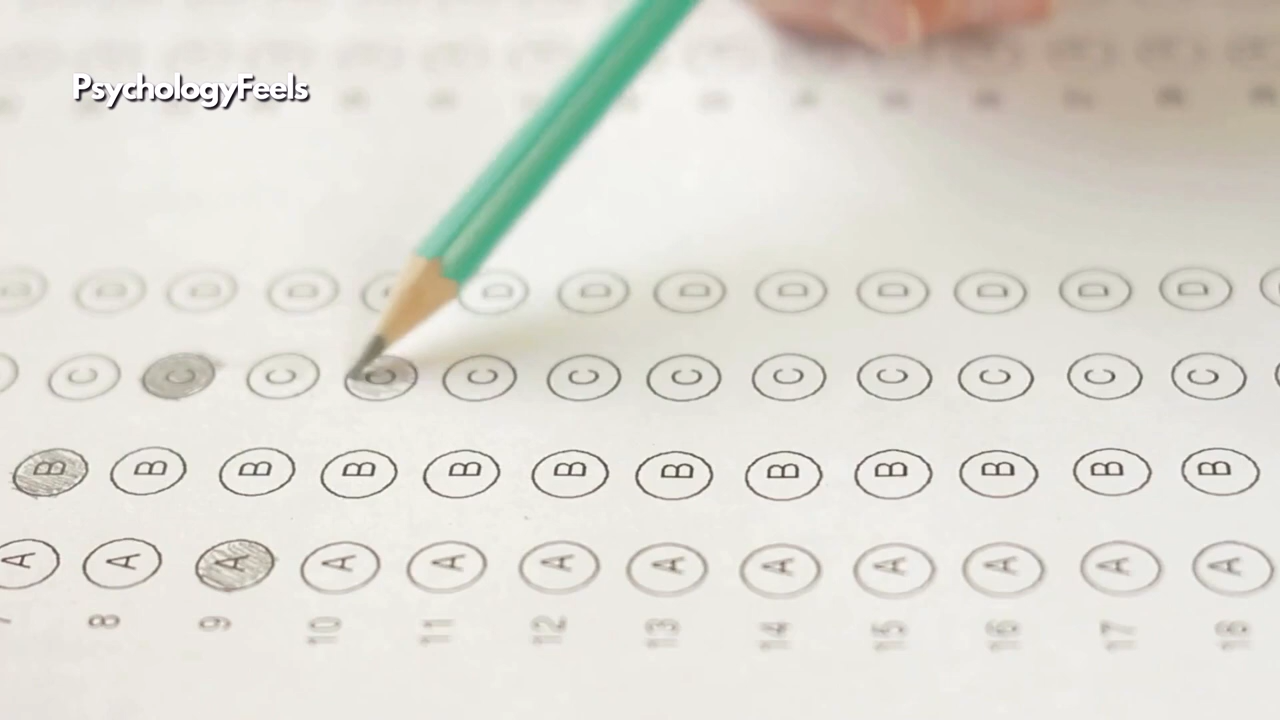 PsychologyFeels
D D D D D D D D D D D D
C C C C C C C C C C C C
B B B B B B B B B B B B
A A A A A A A A A A A A
8 9 10 11 12 13 14 15 16 17 18